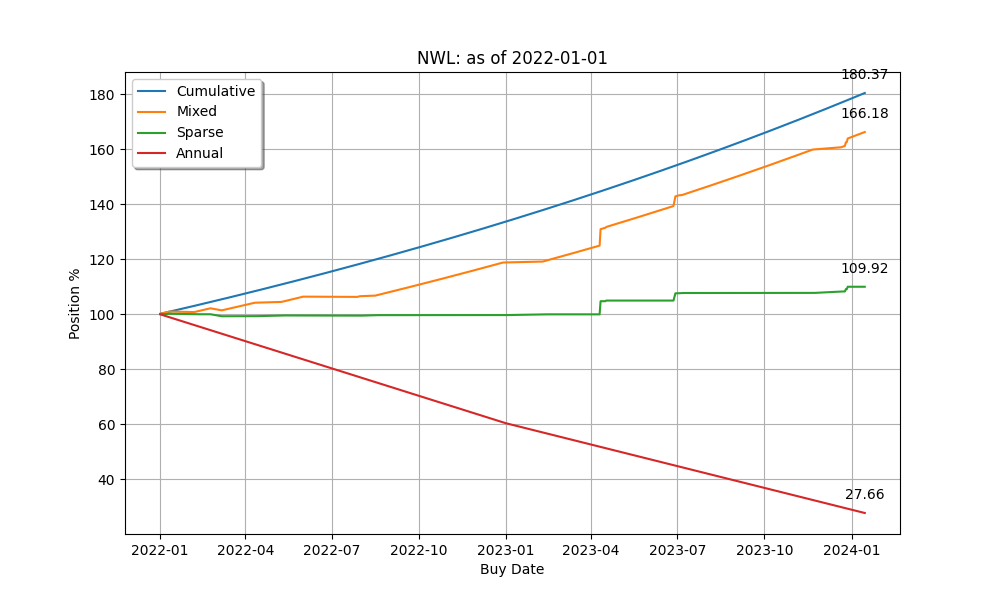 NWL: as of 2022-01-01
Cumulative
Mixed
Sparse
Annual
180.37
166.18
109.92
27.66
Position %
180
160
140
120
100
80
60
40
2022-01 2022-04 2022-07 2022-10 2023-01 2023-04 2023-07 2023-10 2024-01
Buy Date